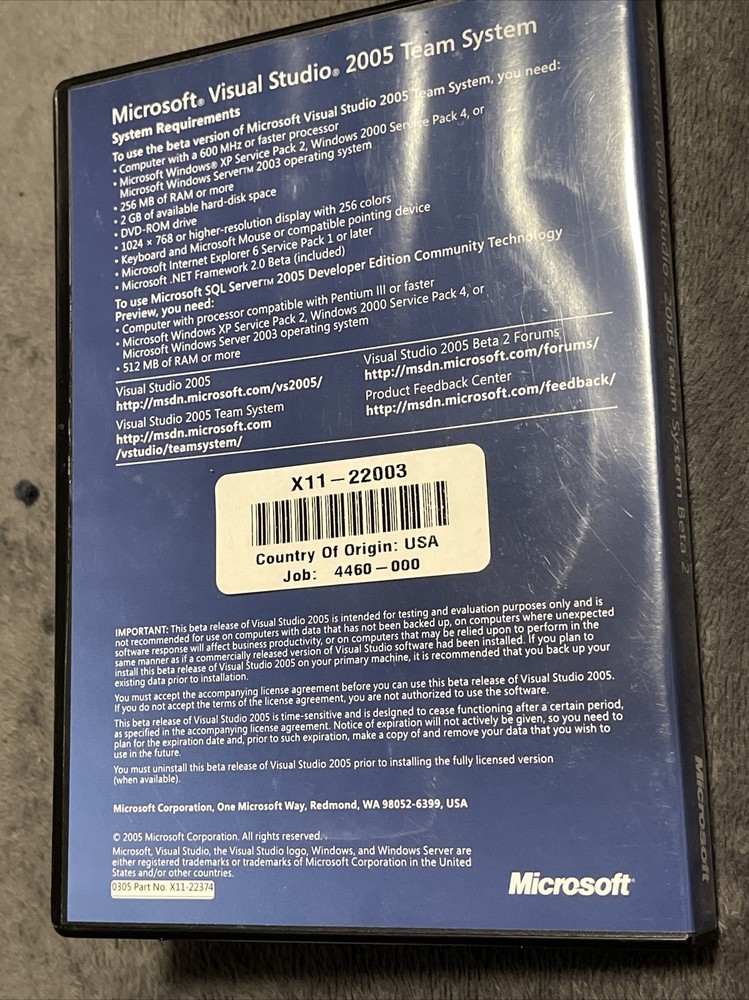 Microsoft® Visual Studio® 2005 Team System
System Requirements
To use the beta version of Microsoft Visual Studio 2005 Team System, you need:
• Computer with a 600 MHz or faster processor
• Microsoft Windows® XP Service Pack 2, Windows 2000 Service Pack 4, or
Microsoft Windows Server™ 2003 operating system
• 256 MB of RAM or more
• 2 GB of available hard-disk space
• DVD-ROM drive
• 1024 × 768 or higher-resolution display with 256 colors
• Keyboard and Microsoft Mouse or compatible pointing device
• Microsoft Internet Explorer 6 Service Pack 1 or later
• Microsoft .NET Framework 2.0 Beta (included)
To use Microsoft SQL Server™ 2005 Developer Edition Community Technology
Preview, you need:
• Computer with processor compatible with Pentium III or faster
• Microsoft Windows XP Service Pack 2, Windows 2000 Service Pack 4, or
Microsoft Windows Server 2003 operating system
• 512 MB of RAM or more
Visual Studio 2005
http://msdn.microsoft.com/vs2005/
Visual Studio 2005 Team System
http://msdn.microsoft.com
/vstudio/teamsystem/
Visual Studio 2005 Beta 2 Forums
http://msdn.microsoft.com/forums/
Product Feedback Center
http://msdn.microsoft.com/feedback/
X11-22003
Country Of Origin: USA
Job: 4460-000
IMPORTANT: This beta release of Visual Studio 2005 is intended for testing and evaluation purposes only and is
not recommended for use on computers with data that has not been backed up, on computers where unexpected
software response will affect business productivity, or on computers that may be relied upon to perform in the
same manner as if a commercially released version of Visual Studio software had been installed. If you plan to
install this beta release of Visual Studio 2005 on your primary machine, it is recommended that you back up your
existing data prior to installation.
You must accept the accompanying license agreement before you can use this beta release of Visual Studio 2005.
If you do not accept the terms of the license agreement, you are not authorized to use the software.
This beta release of Visual Studio 2005 is time-sensitive and is designed to cease functioning after a certain period,
as specified in the accompanying license agreement. Notice of expiration will not actively be given, so you need to
plan for the expiration date and, prior to such expiration, make a copy of and remove your data that you wish to
use in the future.
You must uninstall this beta release of Visual Studio 2005 prior to installing the fully licensed version
(when available).
Microsoft Corporation, One Microsoft Way, Redmond, WA 98052-6399, USA
© 2005 Microsoft Corporation. All rights reserved.
Microsoft, Visual Studio, the Visual Studio logo, Windows, and Windows Server are
either registered trademarks or trademarks of Microsoft Corporation in the United
States and/or other countries.
0305 Part No. X11-22374
Microsoft®
Microsoft Visual Studio 2005 Team System Beta 2
Microsoft